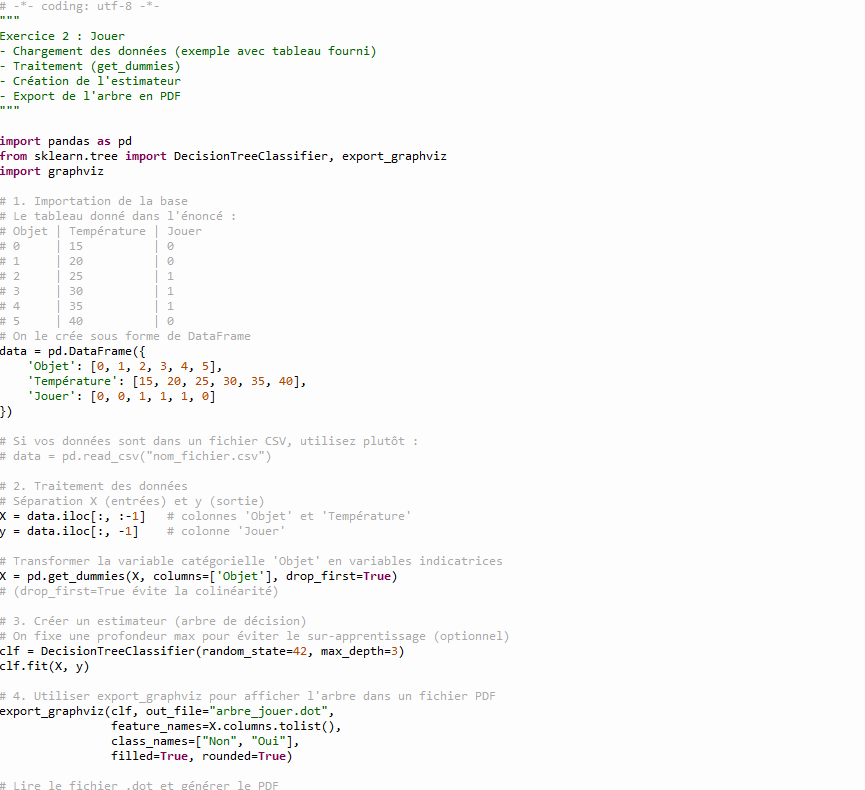 # -*- coding: utf-8 -*-
"""
Exercice 2 : Jouer
- Chargement des données (exemple avec tableau fourni)
- Traitement (get_dummies)
- Création de l'estimateur
- Export de l'arbre en PDF
"""
import pandas as pd
from sklearn.tree import DecisionTreeClassifier, export_graphviz
import graphviz
# 1. Importation de la base
# Le tableau donné dans l'énoncé :
# Objet | Température | Jouer
# 0     | 15          | 0
# 1     | 20          | 0
# 2     | 25          | 1
# 3     | 30          | 1
# 4     | 35          | 1
# 5     | 40          | 0
# On le crée sous forme de DataFrame
data = pd.DataFrame({
    'Objet': [0, 1, 2, 3, 4, 5],
    'Température': [15, 20, 25, 30, 35, 40],
    'Jouer': [0, 0, 1, 1, 1, 0]
})
# Si vos données sont dans un fichier CSV, utilisez plutôt :
# data = pd.read_csv("nom_fichier.csv")
# 2. Traitement des données
# Séparation X (entrées) et y (sortie)
X = data.iloc[:, :-1]   # colonnes 'Objet' et 'Température'
y = data.iloc[:, -1]    # colonne 'Jouer'
# Transformer la variable catégorielle 'Objet' en variables indicatrices
X = pd.get_dummies(X, columns=['Objet'], drop_first=True)
# (drop_first=True évite la colinéarité)
# 3. Créer un estimateur (arbre de décision)
# On fixe une profondeur max pour éviter le sur-apprentissage (optionnel)
clf = DecisionTreeClassifier(random_state=42, max_depth=3)
clf.fit(X, y)
# 4. Utiliser export_graphviz pour afficher l'arbre dans un fichier PDF
export_graphviz(clf, out_file="arbre_jouer.dot",
                feature_names=X.columns.tolist(),
                class_names=["Non", "Oui"],
                filled=True, rounded=True)
# Lire le fichier .dot et générer le PDF